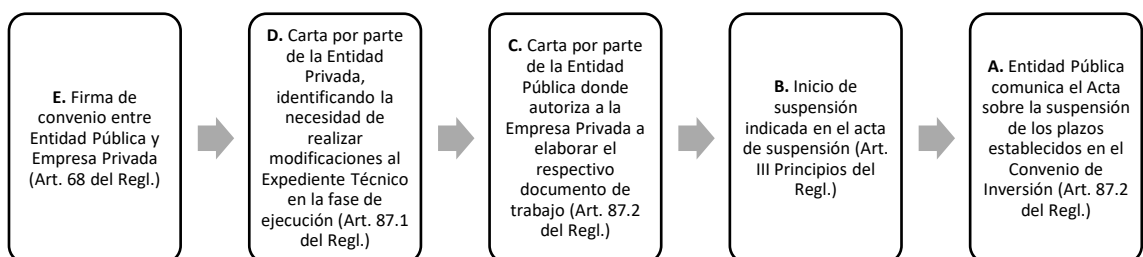 E. Firma de
convenio entre
Entidad Pública y
Empresa Privada
(Art. 68 del Regl.)
D. Carta por parte
de la Entidad
Privada,
identificando la
necesidad de
realizar
modificaciones al
Expediente Técnico
en la fase de
ejecución (Art. 87.1
del Regl.)
C. Carta por parte
de la Entidad
Pública donde
autoriza a la
Empresa Privada a
elaborar el
respectivo
documento de
trabajo (Art. 87.2
del Regl.)
B. Inicio de
suspensión
indicada en el acta
de suspensión (Art.
III Principios del
Regl.)
A. Entidad Pública
comunica el Acta
sobre la suspensión
de los plazos
establecidos en el
Convenio de
Inversión (Art. 87.2
del Regl.)